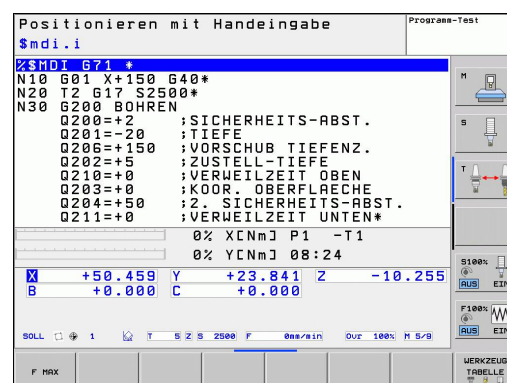 Positionieren mit Handeingabe
Programm-Test
$mdi.i
%$MDI G71 *
N10 G01 X+150 G40*
N20 T2 G17 S2500*
N30 G200 BOHREN
Q200=+2 ;SICHERHEITS-ABST.
Q201=-20 ;TIEFE
Q206=+150 ;VORSCHUB TIEFENZ.
Q202=+5 ;ZUSTELL-TIEFE
Q210=+0 ;VERWEILZEIT OBEN
Q203=+0 ;KOOR. OBERFLAECHE
Q204=+50 ;2. SICHERHEITS-ABST.
Q211=+0 ;VERWEILZEIT UNTEN*
0% X[Nm] P1 -T1
0% Y[Nm] 08:24
X +50.459 Y +23.841 Z -10.255
B +0.000 C +0.000
SOLL 1 T 5 Z S 2500 F 0mm/min Ovr 100% M 5/9
F MAX
M
S
T
S100%
AUS EIN
F100%
AUS EIN
WERKZEUG
TABELLE